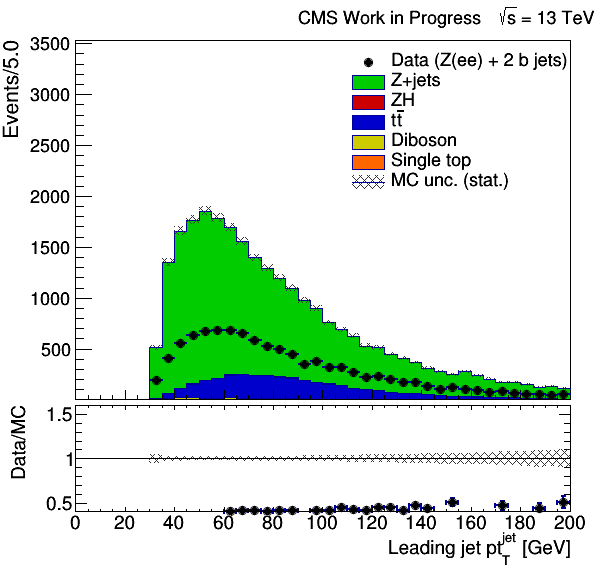 CMS Work in Progress √s = 13 TeV
Events/5.0
3500
3000
2500
2000
1500
1000
500
Data (Z(ee) + 2 b jets)
Z+jets
ZH
tt̅
Diboson
Single top
MC unc. (stat.)
Data/MC
1.5
1
0.5
0 20 40 60 80 100 120 140 160 180 200
Leading jet pt_T^jet [GeV]